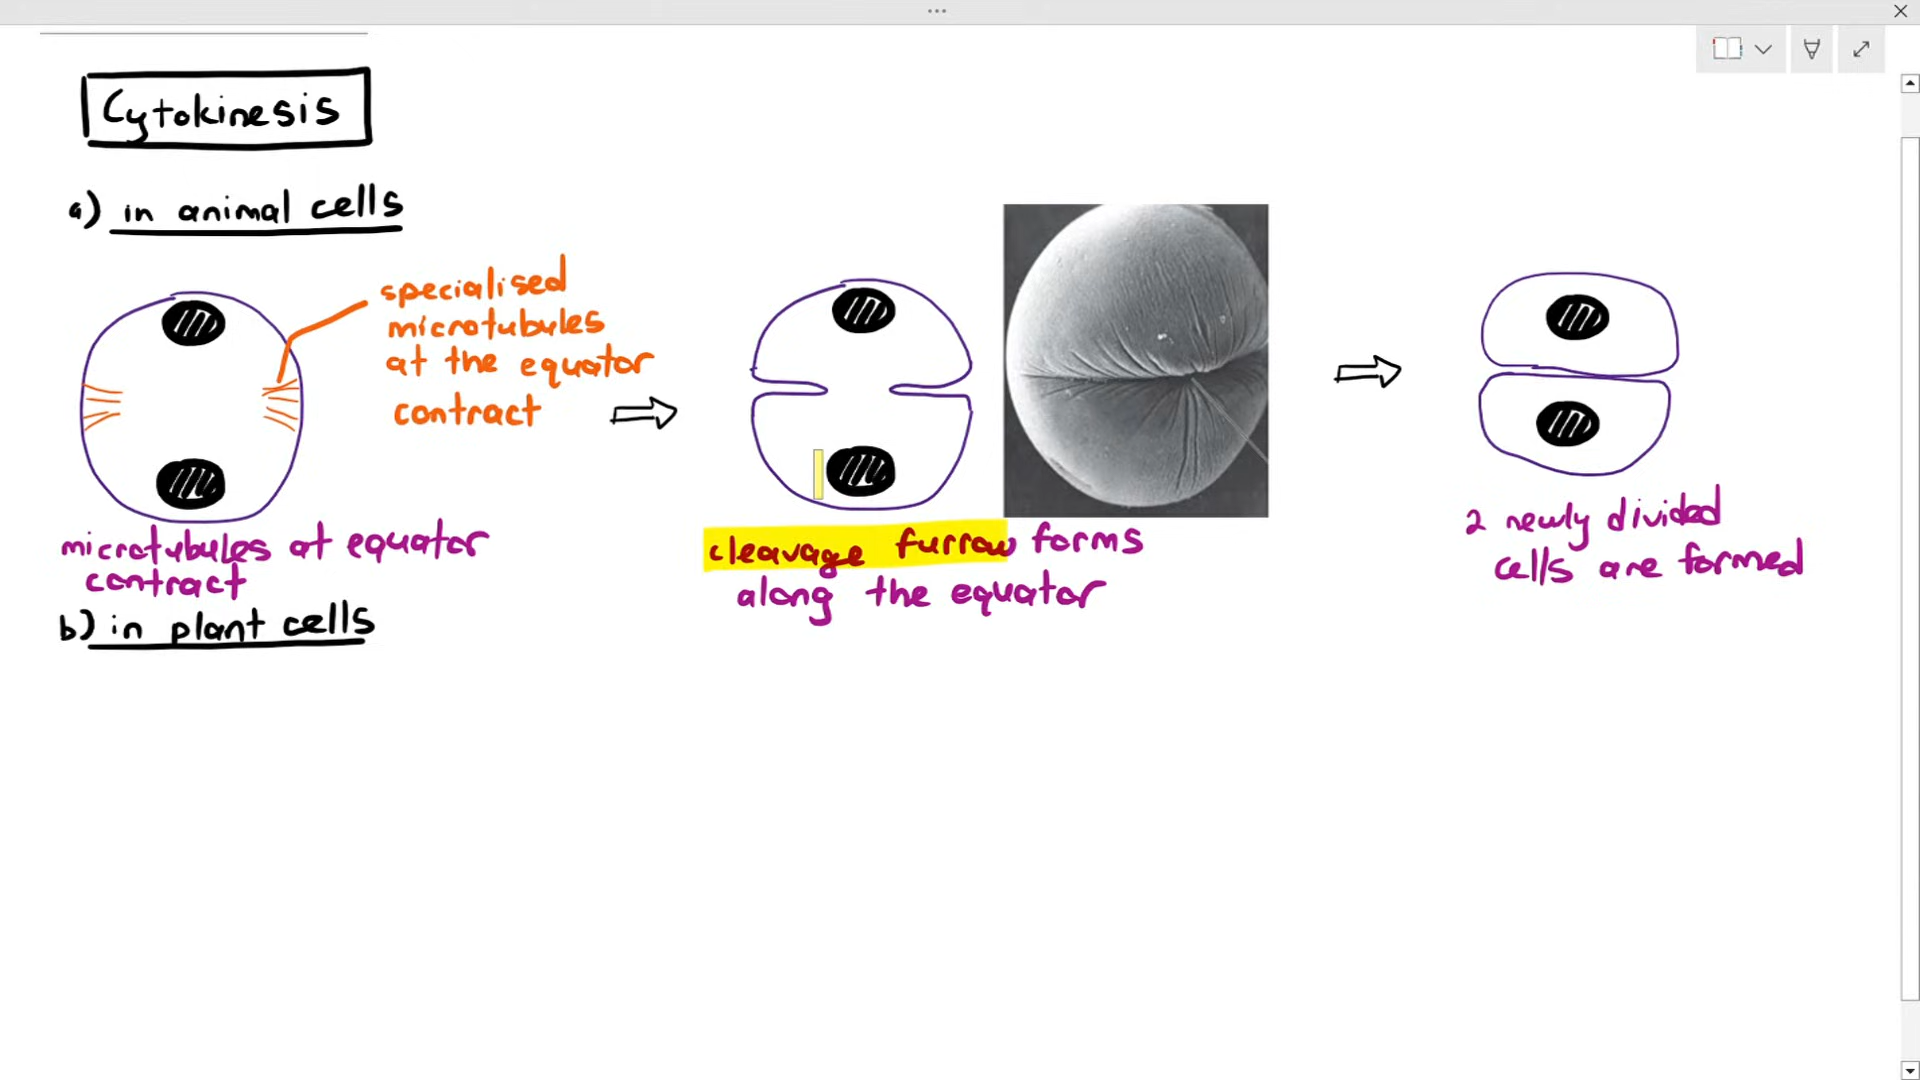 Cytokinesis
a) in animal cells
specialised
microtubules
at the equator
contract
microtubules at equator
contract
cleavage furrow forms
along the equator
2 newly divided
cells are formed
b) in plant cells